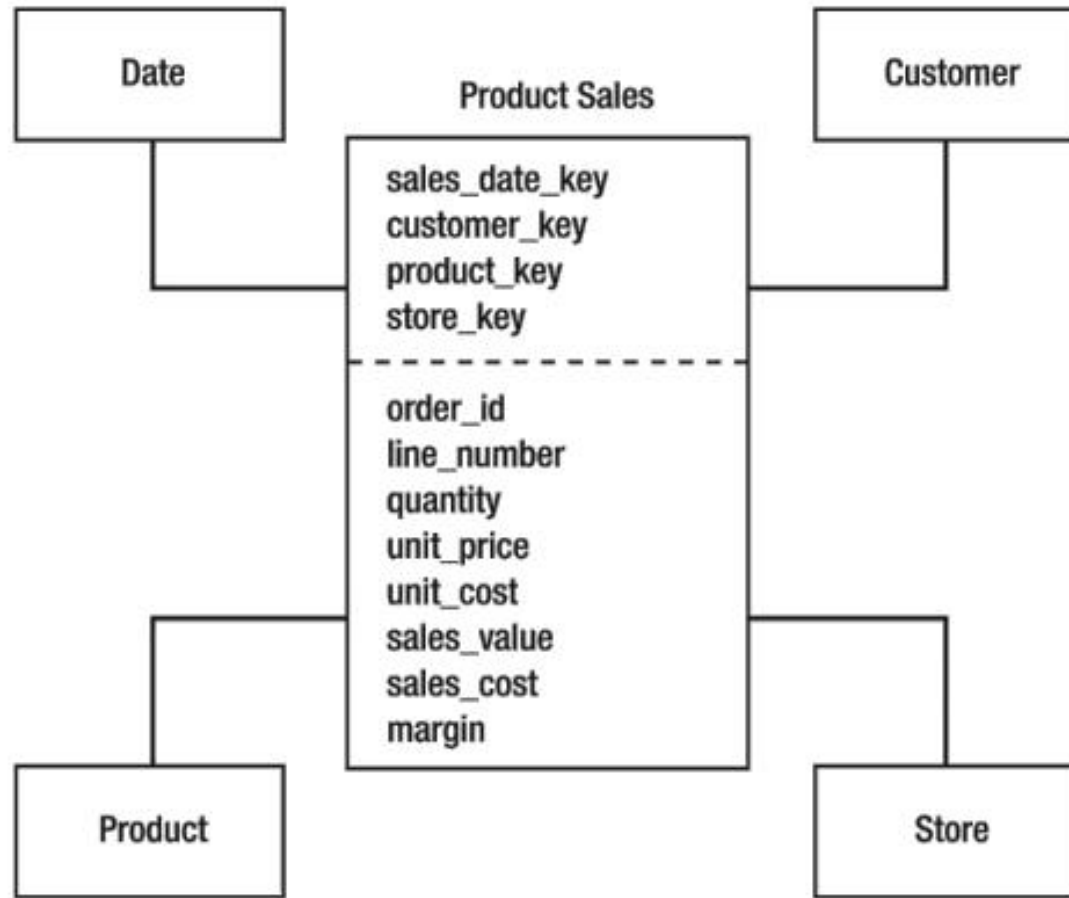 Date
Customer
Product Sales
sales_date_key
customer_key
product_key
store_key
order_id
line_number
quantity
unit_price
unit_cost
sales_value
sales_cost
margin
Product
Store